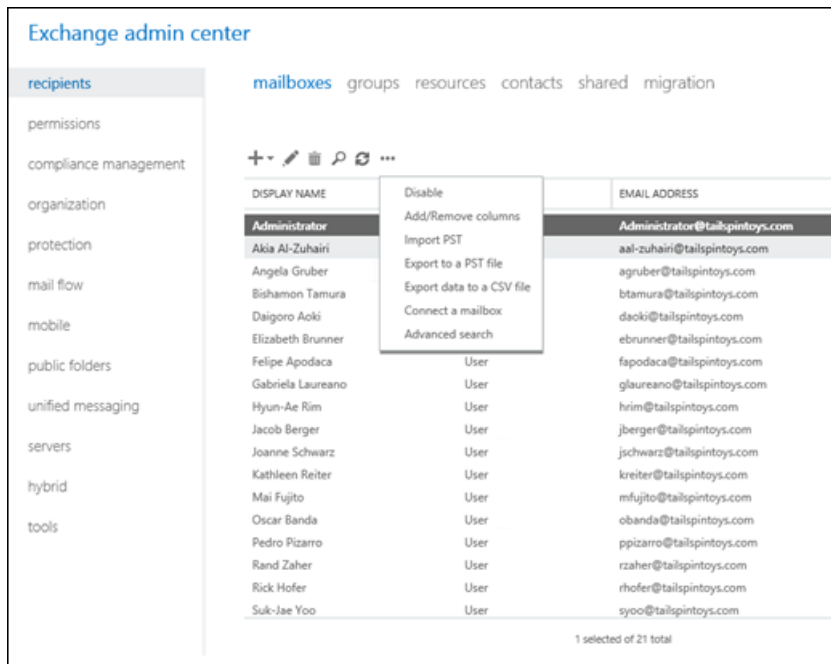 Exchange admin center
recipients
permissions
compliance management
organization
protection
mail flow
mobile
public folders
unified messaging
servers
hybrid
tools
mailboxes groups resources contacts shared migration
DISPLAY NAME EMAIL ADDRESS
Disable
Add/Remove columns
Import PST
Export to a PST file
Export data to a CSV file
Connect a mailbox
Advanced search
Administrator Administrator@tailspintoys.com
Akia Al-Zuhairi aal-zuhairi@tailspintoys.com
Angela Gruber agruber@tailspintoys.com
Bishamon Tamura btamura@tailspintoys.com
Daigoro Aoki daoki@tailspintoys.com
Elizabeth Brunner ebrunner@tailspintoys.com
Felipe Apodaca User fapodaca@tailspintoys.com
Gabriela Laureano User glaureano@tailspintoys.com
Hyun-Ae Rim User hrim@tailspintoys.com
Jacob Berger User jberger@tailspintoys.com
Joanne Schwarz User jschwarz@tailspintoys.com
Kathleen Reiter User kreiter@tailspintoys.com
Mai Fujito User mfujito@tailspintoys.com
Oscar Banda User obanda@tailspintoys.com
Pedro Pizarro User ppizarro@tailspintoys.com
Rand Zaher User rzaher@tailspintoys.com
Rick Hofer User rhofer@tailspintoys.com
Suk-Jae Yoo User syoo@tailspintoys.com
1 selected of 21 total